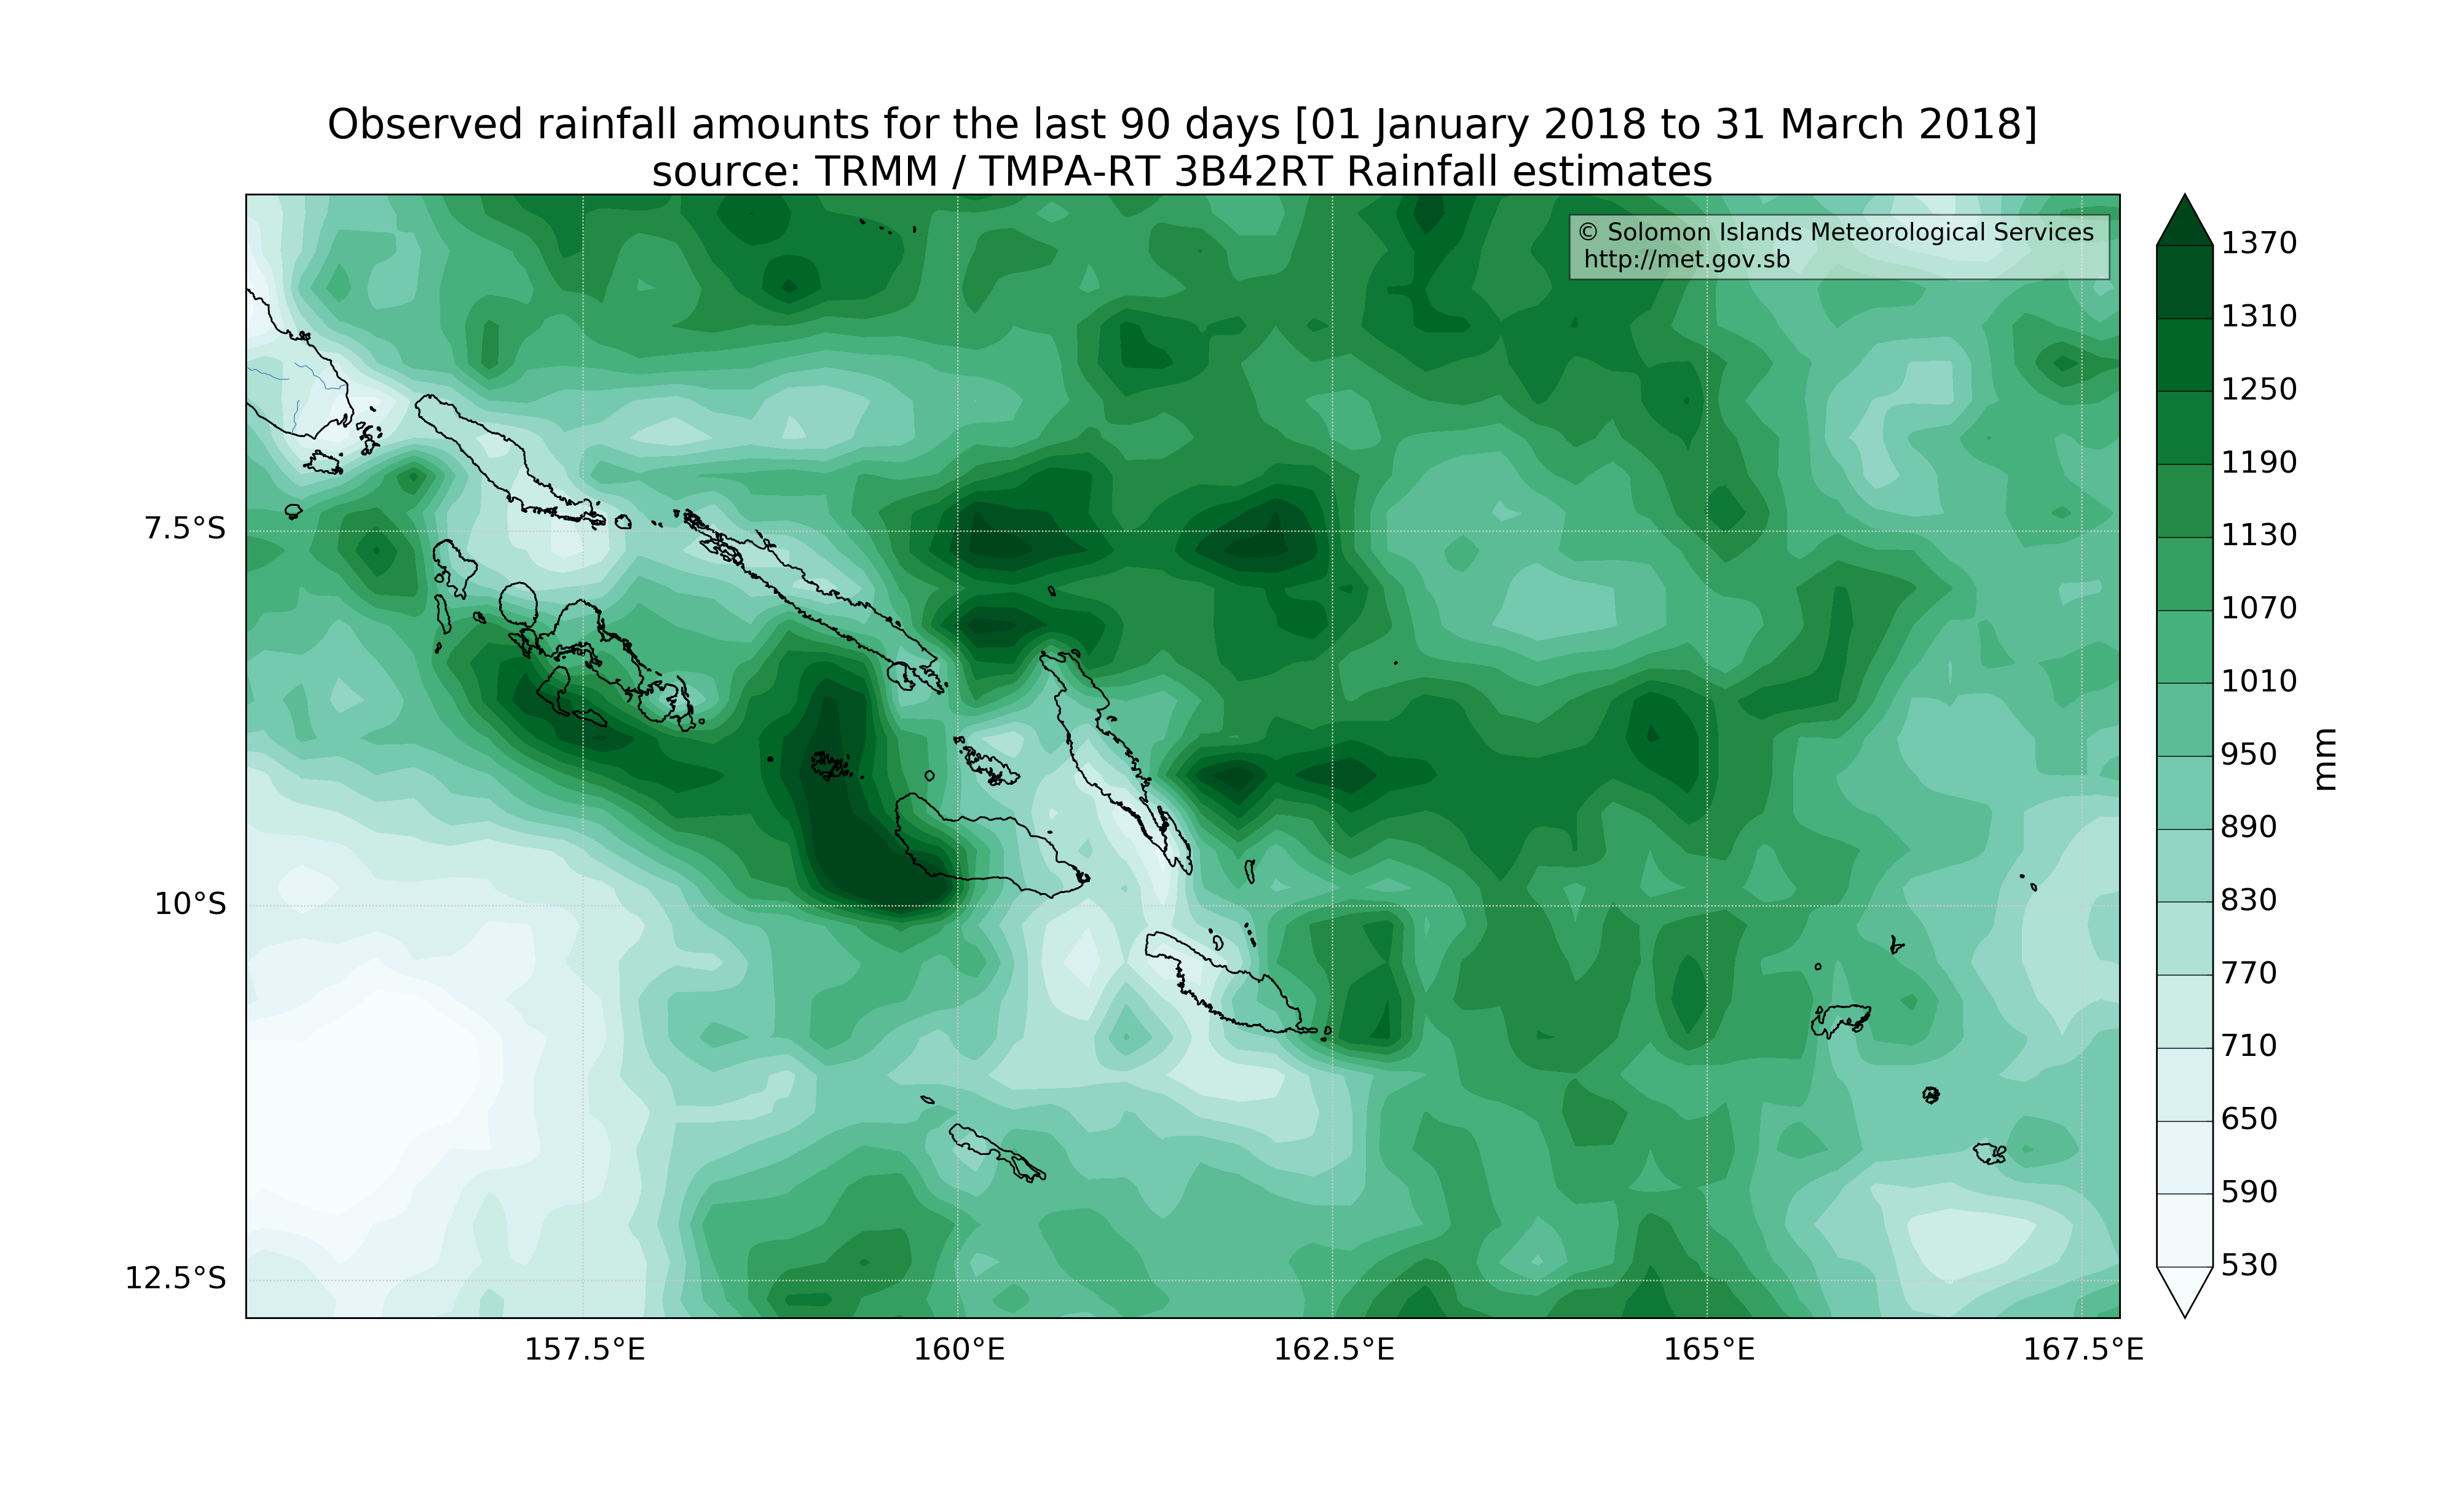 Observed rainfall amounts for the last 90 days [01 January 2018 to 31 March 2018]
source: TRMM / TMPA-RT 3B42RT Rainfall estimates
© Solomon Islands Meteorological Services
http://met.gov.sb
7.5°S
10°S
12.5°S
157.5°E
160°E
162.5°E
165°E
167.5°E
1370
1310
1250
1190
1130
1070
1010
950
890
830
770
710
650
590
530
mm